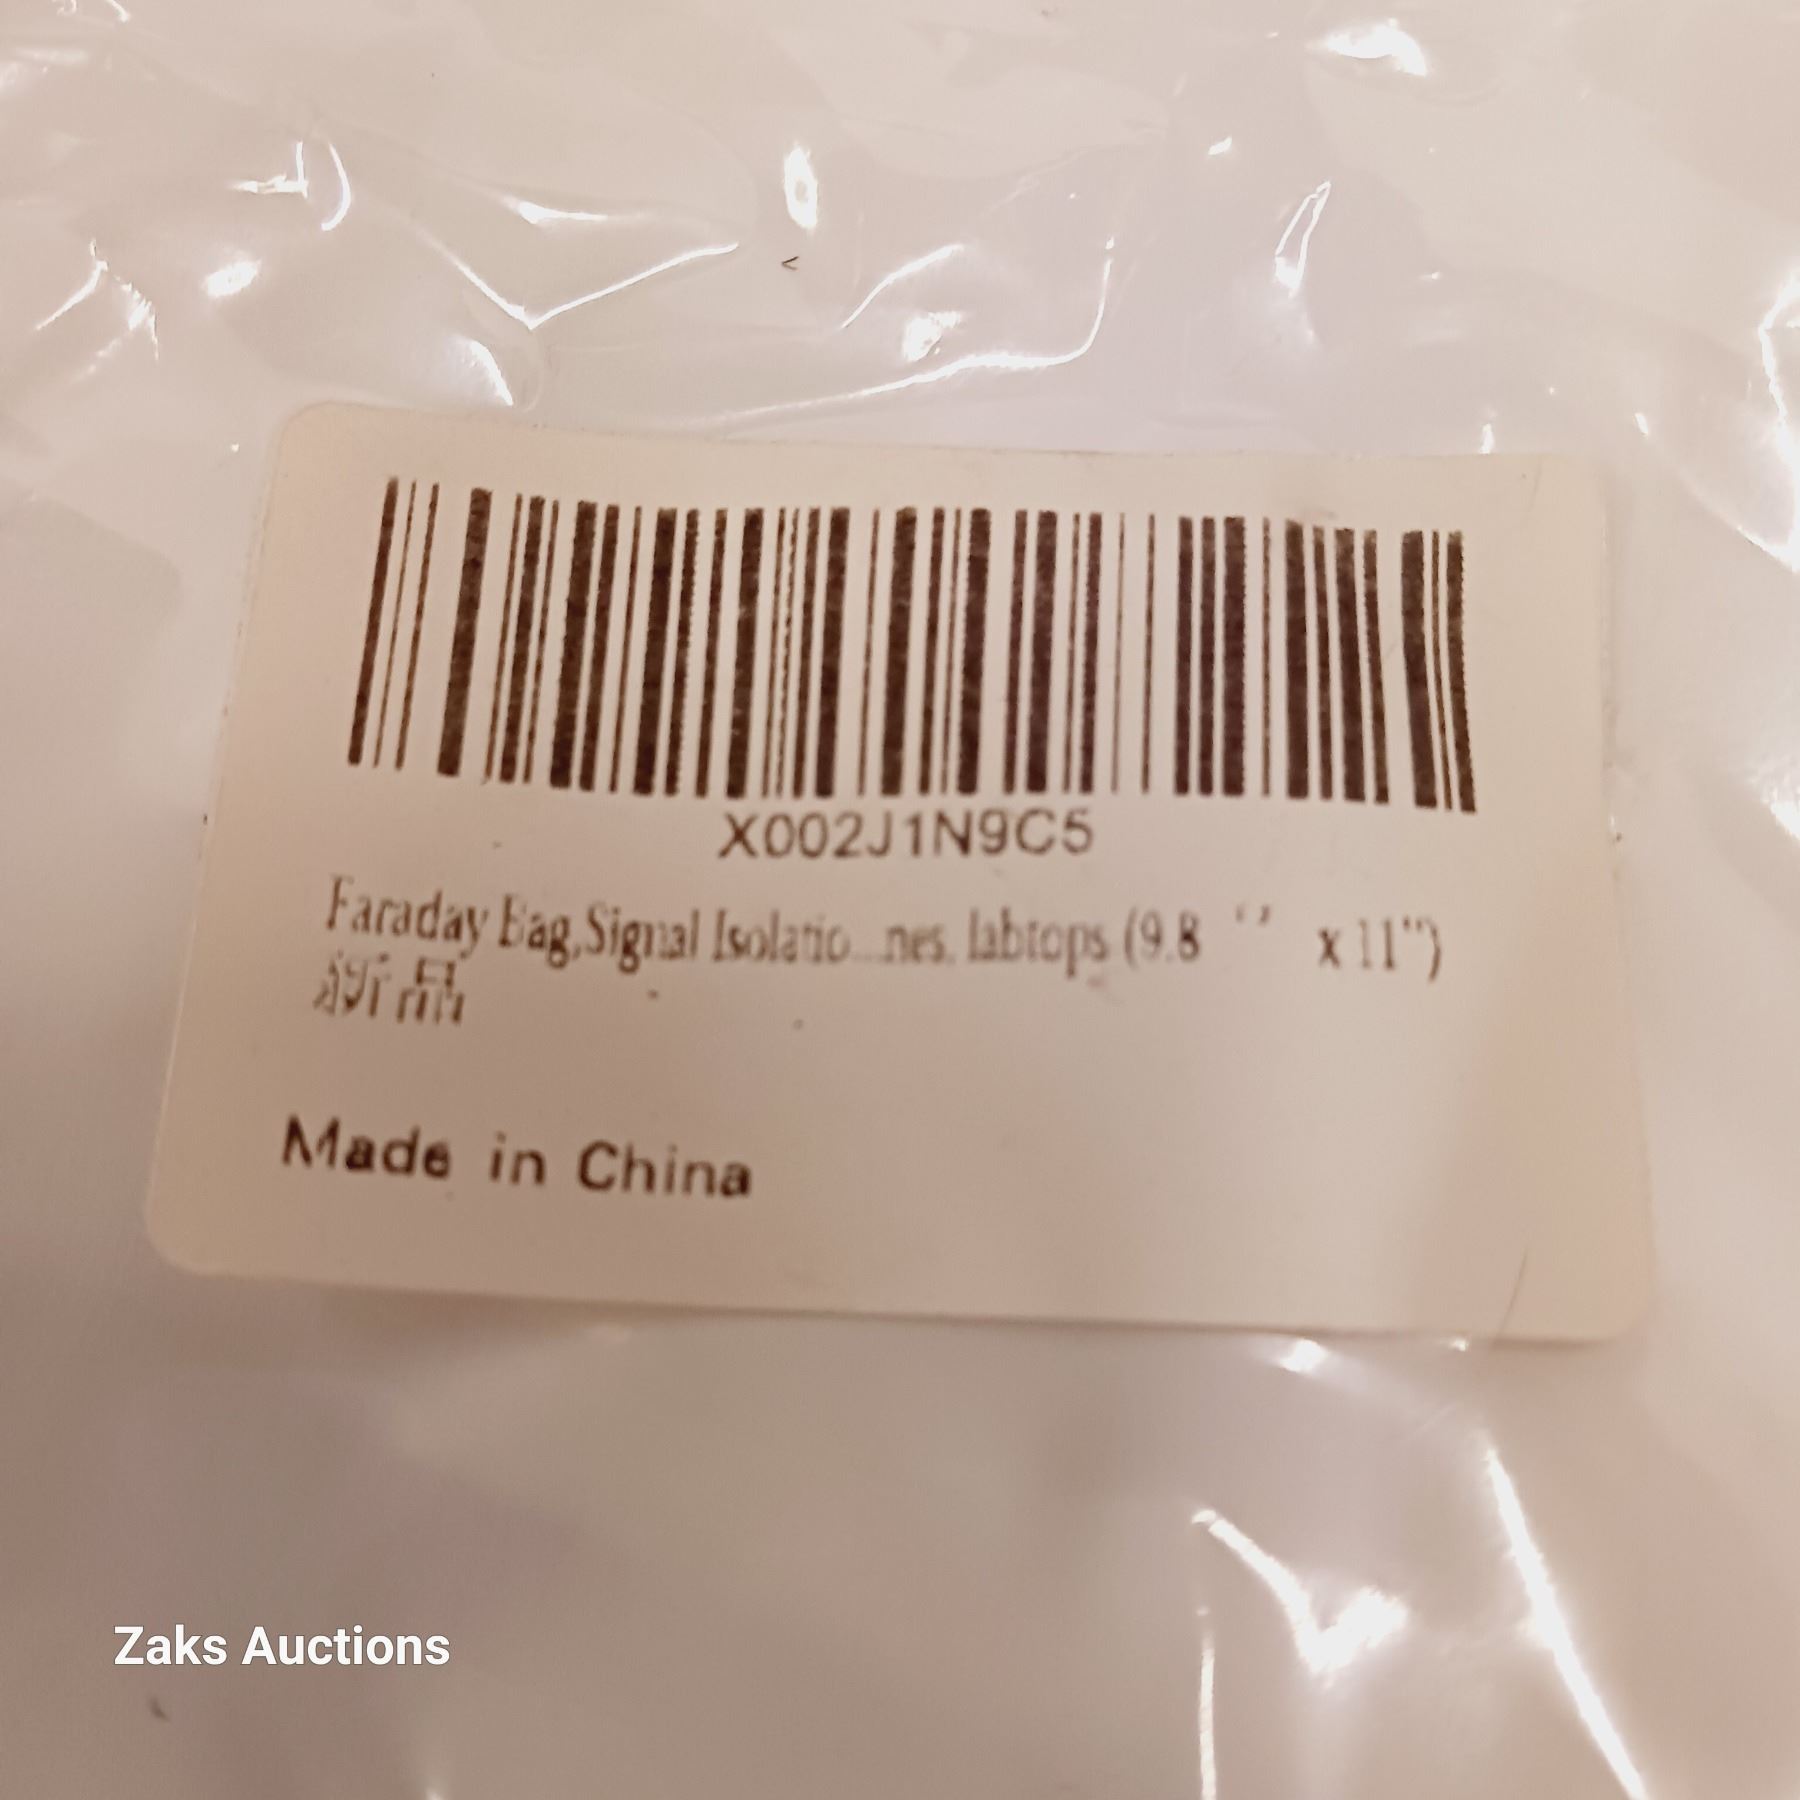 X002J1N9C5
Faraday Bag,Signal Isolatio...nes, labtops (9.8 '' x 11")
新品
Made in China
Zaks Auctions